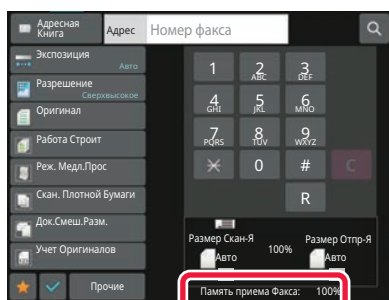 Адресная
Книга
Адрес
Номер факса
Экспозиция
Авто
Разрешение
Сверхвысокое
Оригинал
Работа Строит
Реж. Медл.Прос
Скан. Плотной Бумаги
Док.Смеш.Разм.
Учет Оригиналов
Прочие
1
2
ABC
3
DEF
4
GHI
5
JKL
6
MNO
7
PQRS
8
TUV
9
WXYZ
0
#
C
R
Размер Скан-Я
Авто
100%
Размер Отпр-Я
Авто
Память приема Факса: 100%